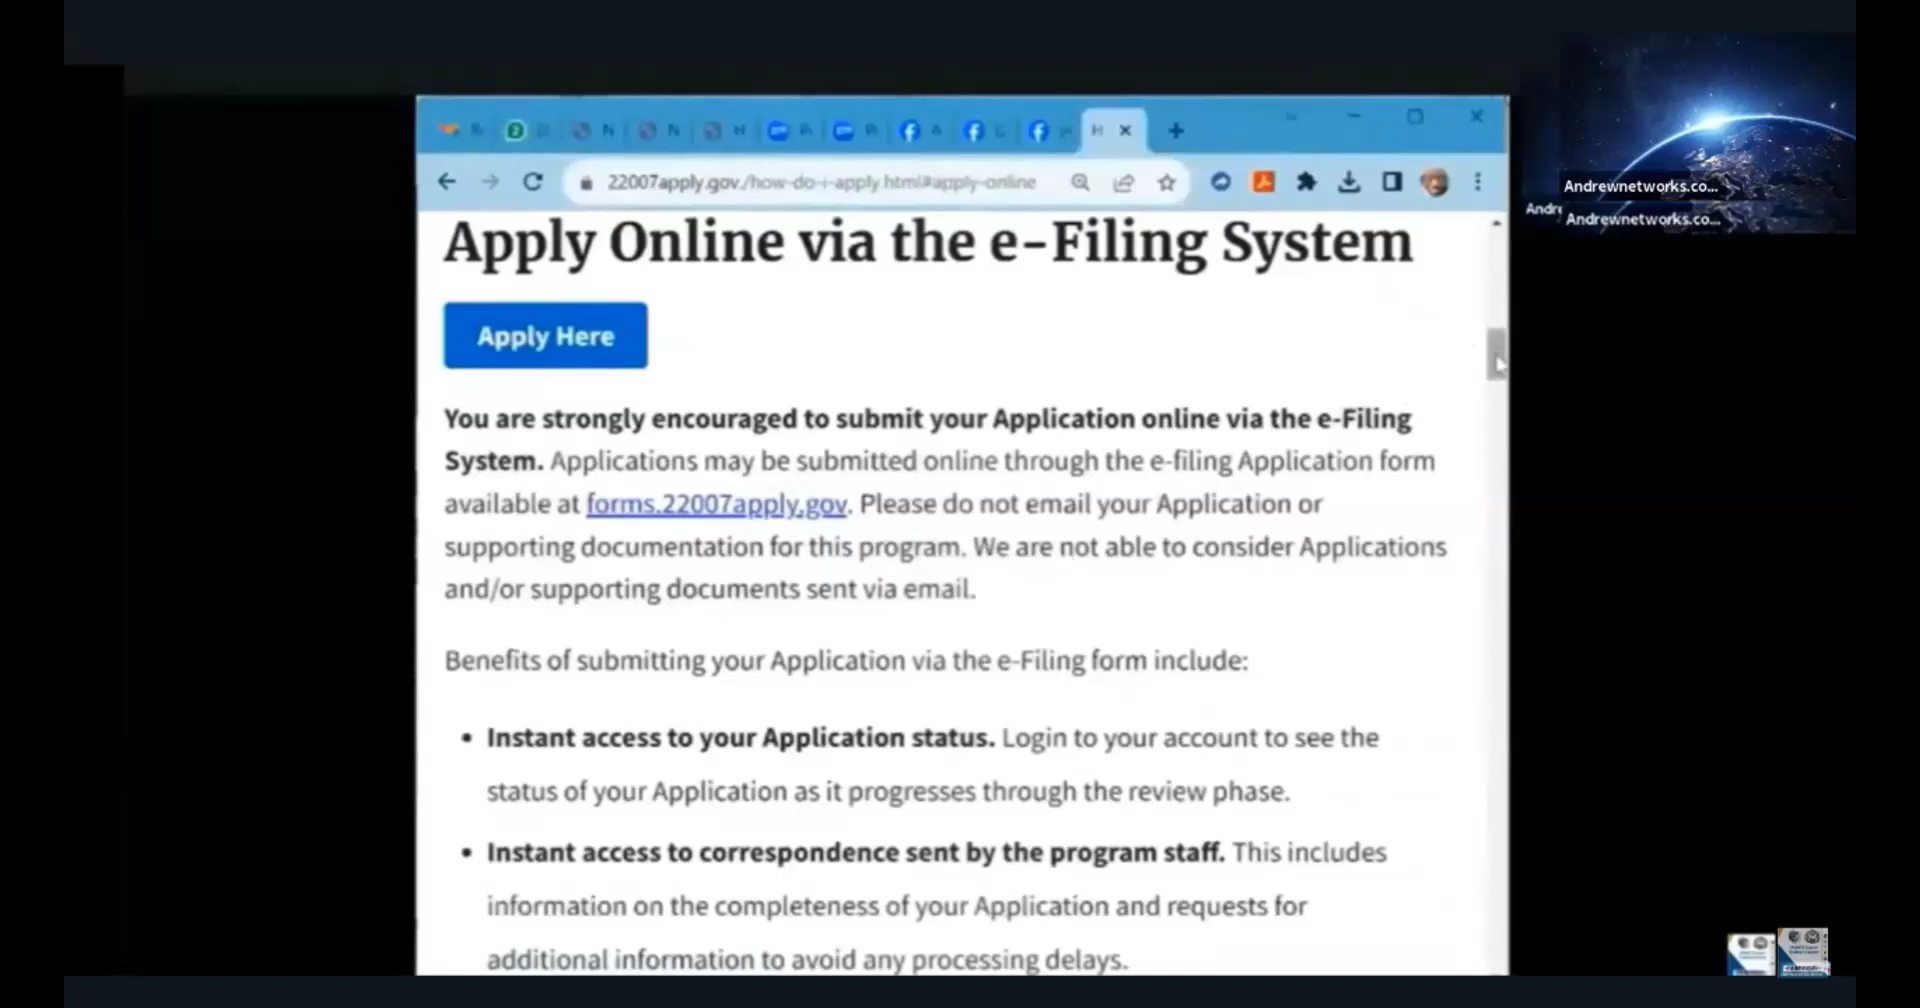 22007apply.gov./how-do-i-apply.html#apply-online
Andrewnetworks.co...
Andre
Andrewnetworks.co...
Apply Online via the e-Filing System
Apply Here
You are strongly encouraged to submit your Application online via the e-Filing
System. Applications may be submitted online through the e-filing Application form
available at forms.22007apply.gov. Please do not email your Application or
supporting documentation for this program. We are not able to consider Applications
and/or supporting documents sent via email.
Benefits of submitting your Application via the e-Filing form include:
• Instant access to your Application status. Login to your account to see the
status of your Application as it progresses through the review phase.
• Instant access to correspondence sent by the program staff. This includes
information on the completeness of your Application and requests for
additional information to avoid any processing delays.